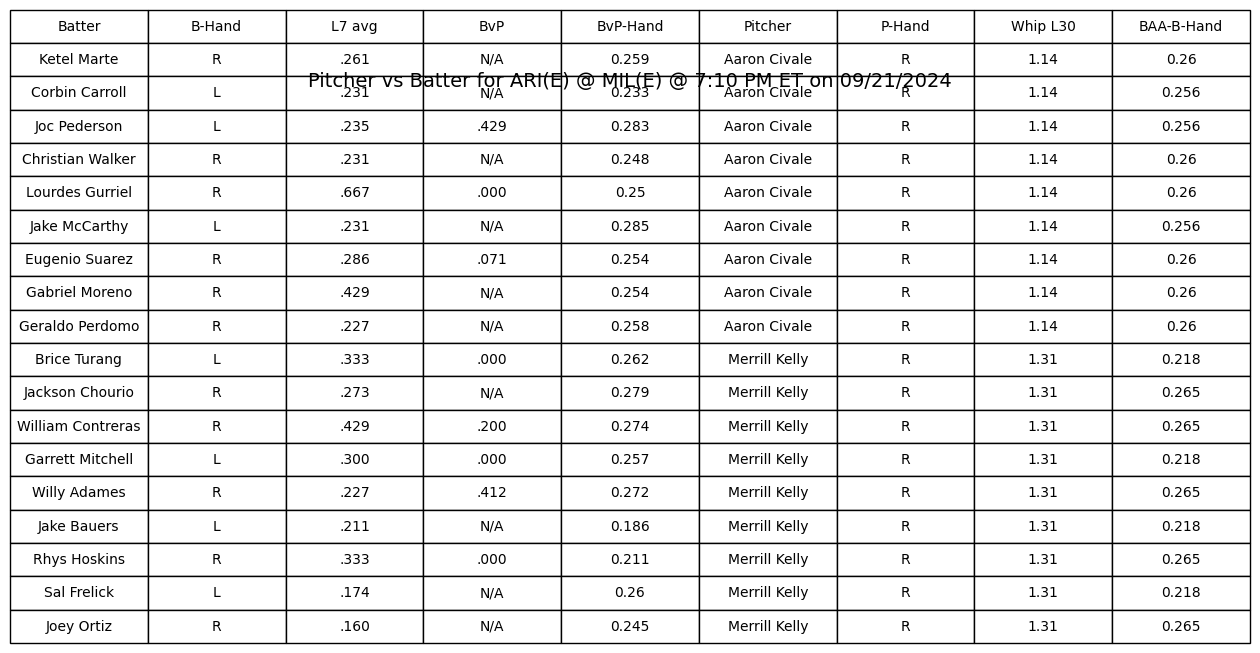 Batter B-Hand L7 avg BvP BvP-Hand Pitcher P-Hand Whip L30 BAA-B-Hand
Ketel Marte R .261 N/A 0.259 Aaron Civale R 1.14 0.26
Pitcher vs Batter for ARI(E) @ MIL(E) @ 7:10 PM ET on 09/21/2024
Corbin Carroll L .231 N/A 0.233 Aaron Civale R 1.14 0.256
Joc Pederson L .235 .429 0.283 Aaron Civale R 1.14 0.256
Christian Walker R .231 N/A 0.248 Aaron Civale R 1.14 0.26
Lourdes Gurriel R .667 .000 0.25 Aaron Civale R 1.14 0.26
Jake McCarthy L .231 N/A 0.285 Aaron Civale R 1.14 0.256
Eugenio Suarez R .286 .071 0.254 Aaron Civale R 1.14 0.26
Gabriel Moreno R .429 N/A 0.254 Aaron Civale R 1.14 0.26
Geraldo Perdomo R .227 N/A 0.258 Aaron Civale R 1.14 0.26
Brice Turang L .333 .000 0.262 Merrill Kelly R 1.31 0.218
Jackson Chourio R .273 N/A 0.279 Merrill Kelly R 1.31 0.265
William Contreras R .429 .200 0.274 Merrill Kelly R 1.31 0.265
Garrett Mitchell L .300 .000 0.257 Merrill Kelly R 1.31 0.218
Willy Adames R .227 .412 0.272 Merrill Kelly R 1.31 0.265
Jake Bauers L .211 N/A 0.186 Merrill Kelly R 1.31 0.218
Rhys Hoskins R .333 .000 0.211 Merrill Kelly R 1.31 0.265
Sal Frelick L .174 N/A 0.26 Merrill Kelly R 1.31 0.218
Joey Ortiz R .160 N/A 0.245 Merrill Kelly R 1.31 0.265